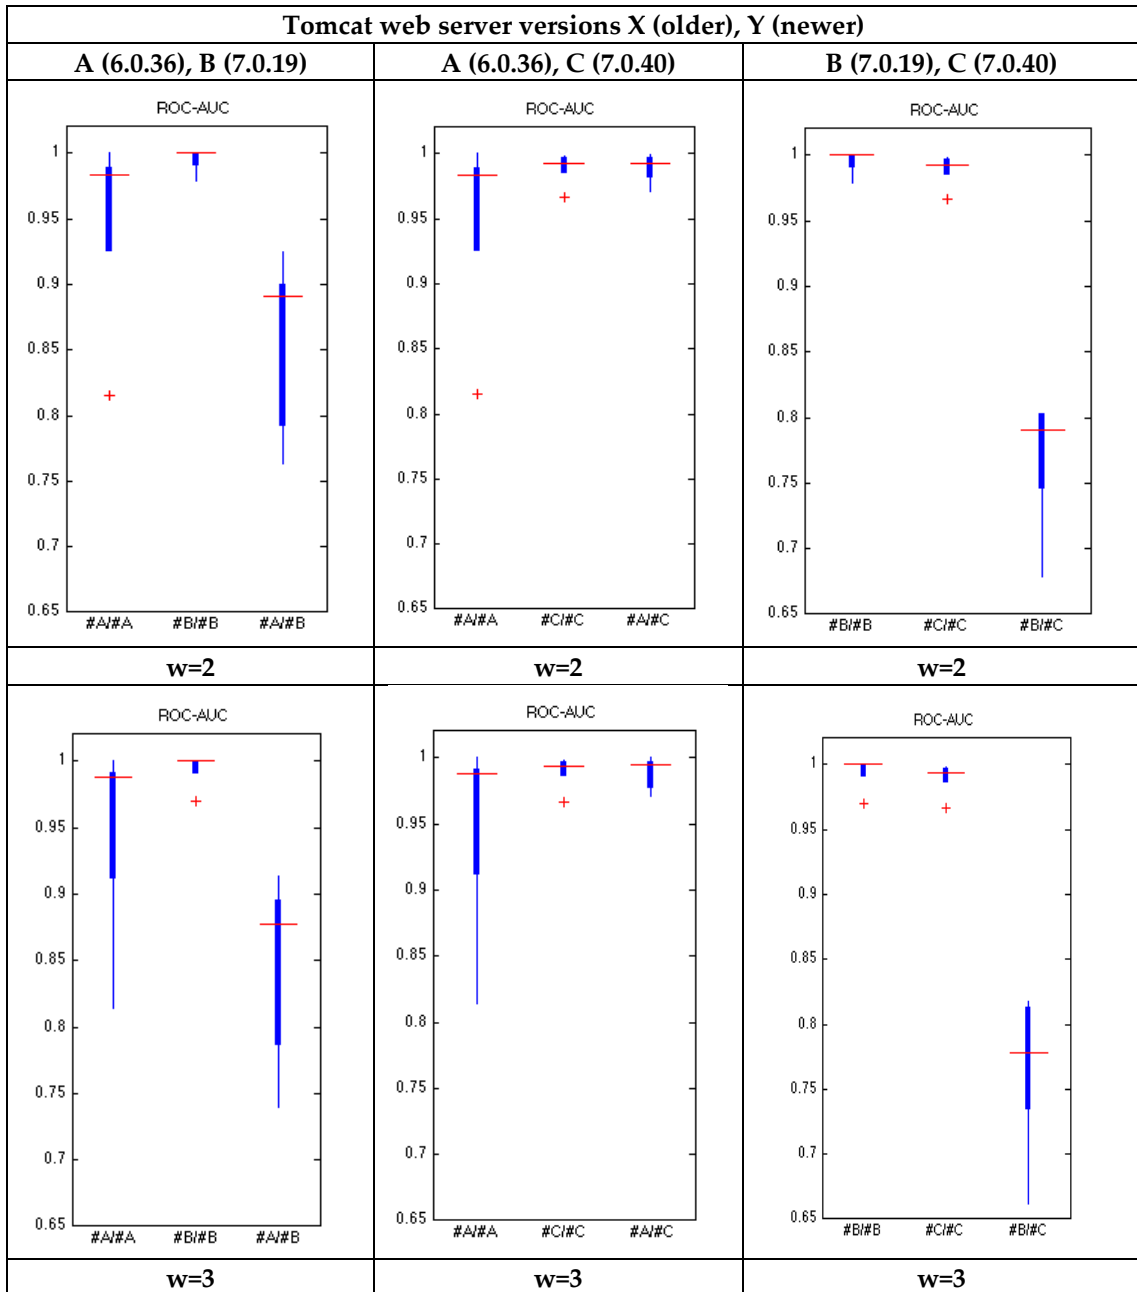 Tomcat web server versions X (older), Y (newer)
A (6.0.36), B (7.0.19)
A (6.0.36), C (7.0.40)
B (7.0.19), C (7.0.40)
ROC-AUC
1
0.95
0.9
0.85
0.8
0.75
0.7
0.65
#A/#A #B/#B #A/#B
ROC-AUC
1
0.95
0.9
0.85
0.8
0.75
0.7
0.65
#A/#A #C/#C #A/#C
ROC-AUC
1
0.95
0.9
0.85
0.8
0.75
0.7
0.65
#B/#B #C/#C #B/#C
w=2
w=2
w=2
ROC-AUC
1
0.95
0.9
0.85
0.8
0.75
0.7
0.65
#A/#A #B/#B #A/#B
ROC-AUC
1
0.95
0.9
0.85
0.8
0.75
0.7
0.65
#A/#A #C/#C #A/#C
ROC-AUC
1
0.95
0.9
0.85
0.8
0.75
0.7
0.65
#B/#B #C/#C #B/#C
w=3
w=3
w=3